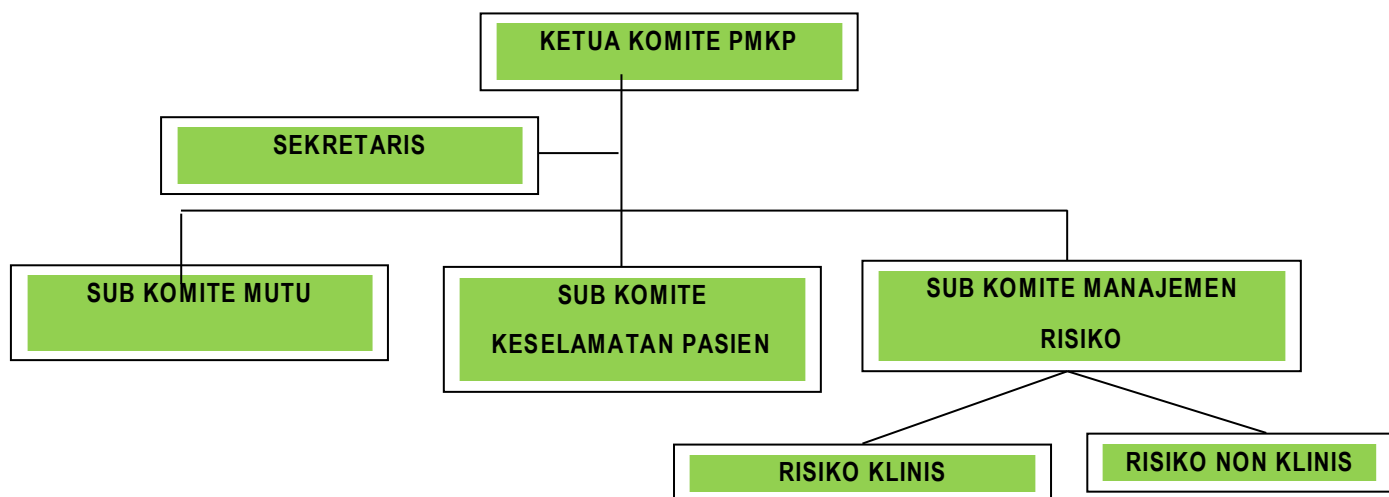 KETUA KOMITE PMKP
SEKRETARIS
SUB KOMITE MUTU
SUB KOMITE
KESELAMATAN PASIEN
SUB KOMITE MANAJEMEN
RISIKO
RISIKO KLINIS
RISIKO NON KLINIS